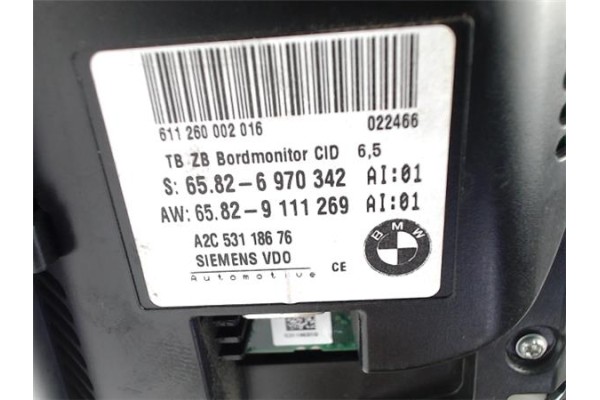 611 260 002 016 022466
TB ZB Bordmonitor CID 6,5
S: 65.82-6 970 342 AI:01
AW: 65.82-9 111 269 AI:01
A2C 531 186 76
SIEMENS VDO
Automotive CE
BMW